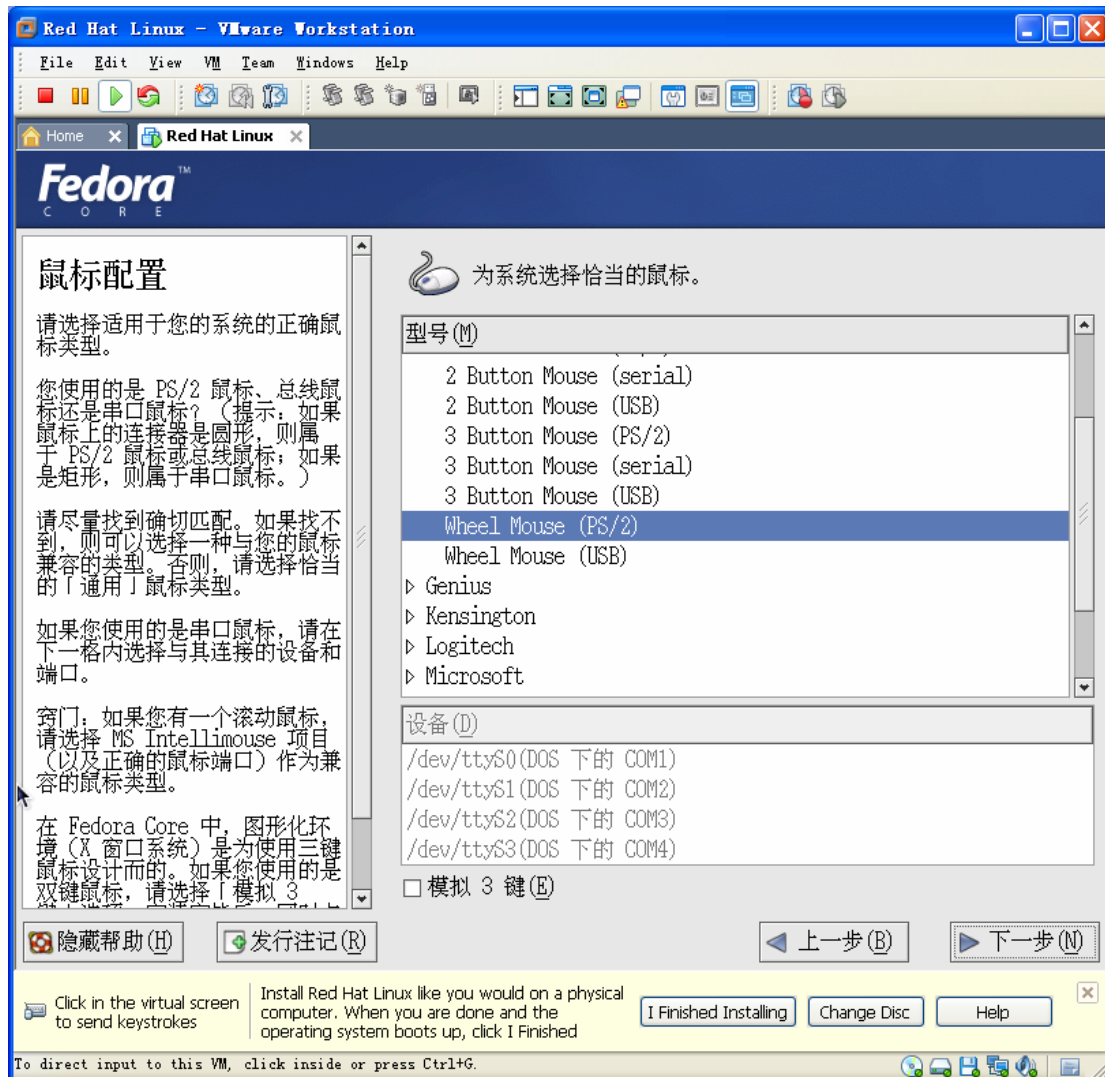 Red Hat Linux - VMware Workstation
File Edit View VM Team Windows Help
Home Red Hat Linux
Fedora™
CORE
鼠标配置
请选择适用于您的系统的正确鼠
标类型。
您使用的是 PS/2 鼠标、总线鼠
标还是串口鼠标？（提示：如果
鼠标上的连接器是圆形，则属
于 PS/2 鼠标或总线鼠标；如果
是矩形，则属于串口鼠标。）
请尽量找到确切匹配。如果找不
到，则可以选择一种与您的鼠标
兼容的类型。否则，请选择恰当
的「通用」鼠标类型。
如果您使用的是串口鼠标，请在
下一格内选择与其连接的设备和
端口。
窍门：如果您有一个滚动鼠标，
请选择 MS Intellimouse 项目
（以及正确的鼠标端口）作为兼
容的鼠标类型。
在 Fedora Core 中，图形化环
境（X 窗口系统）是为使用三键
鼠标设计而的。如果您使用的是
双键鼠标，请选择「模拟 3
为系统选择恰当的鼠标。
型号(M)
2 Button Mouse (serial)
2 Button Mouse (USB)
3 Button Mouse (PS/2)
3 Button Mouse (serial)
3 Button Mouse (USB)
Wheel Mouse (PS/2)
Wheel Mouse (USB)
Genius
Kensington
Logitech
Microsoft
设备(D)
/dev/ttyS0(DOS 下的 COM1)
/dev/ttyS1(DOS 下的 COM2)
/dev/ttyS2(DOS 下的 COM3)
/dev/ttyS3(DOS 下的 COM4)
模拟 3 键(E)
隐藏帮助(H) 发行注记(R) 上一步(B) 下一步(N)
Click in the virtual screen
to send keystrokes
Install Red Hat Linux like you would on a physical
computer. When you are done and the
operating system boots up, click I Finished
I Finished Installing Change Disc Help
To direct input to this VM, click inside or press Ctrl+G.